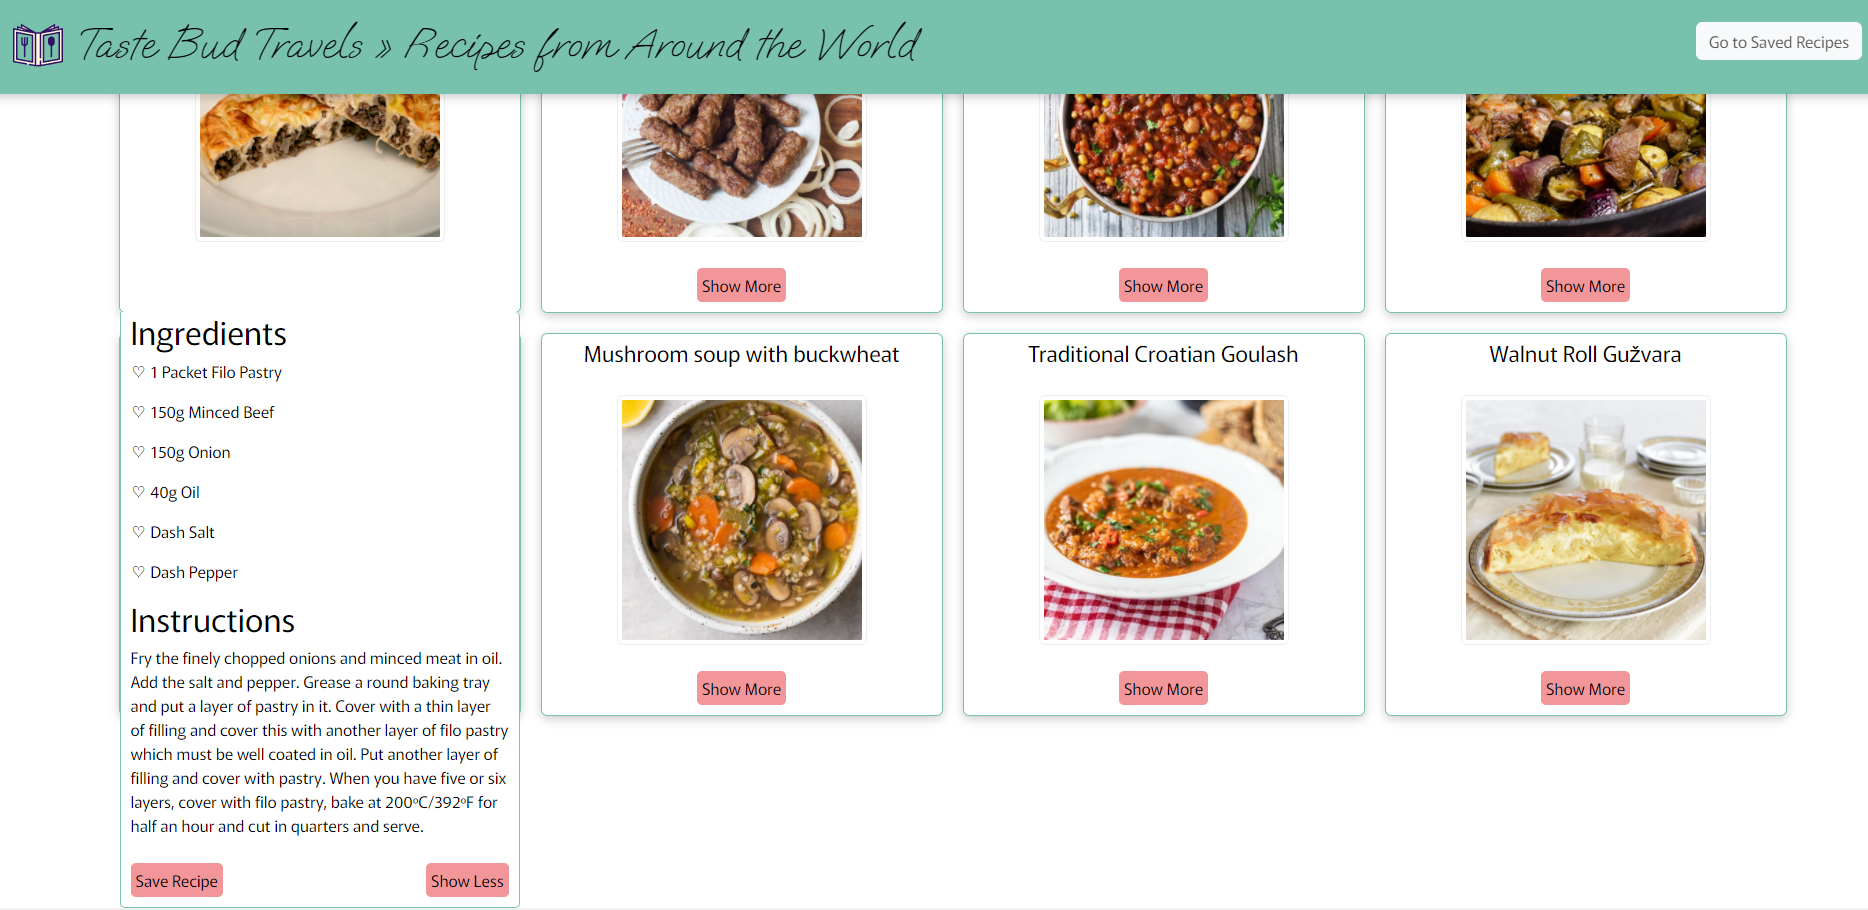 Taste Bud Travels » Recipes from Around the World
Go to Saved Recipes
Show More
Show More
Show More
Ingredients
♡ 1 Packet Filo Pastry
♡ 150g Minced Beef
♡ 150g Onion
♡ 40g Oil
♡ Dash Salt
♡ Dash Pepper
Instructions
Fry the finely chopped onions and minced meat in oil.
Add the salt and pepper. Grease a round baking tray
and put a layer of pastry in it. Cover with a thin layer
of filling and cover this with another layer of filo pastry
which must be well coated in oil. Put another layer of
filling and cover with pastry. When you have five or six
layers, cover with filo pastry, bake at 200ºC/392ºF for
half an hour and cut in quarters and serve.
Save Recipe
Show Less
Mushroom soup with buckwheat
Show More
Traditional Croatian Goulash
Show More
Walnut Roll Gužvara
Show More